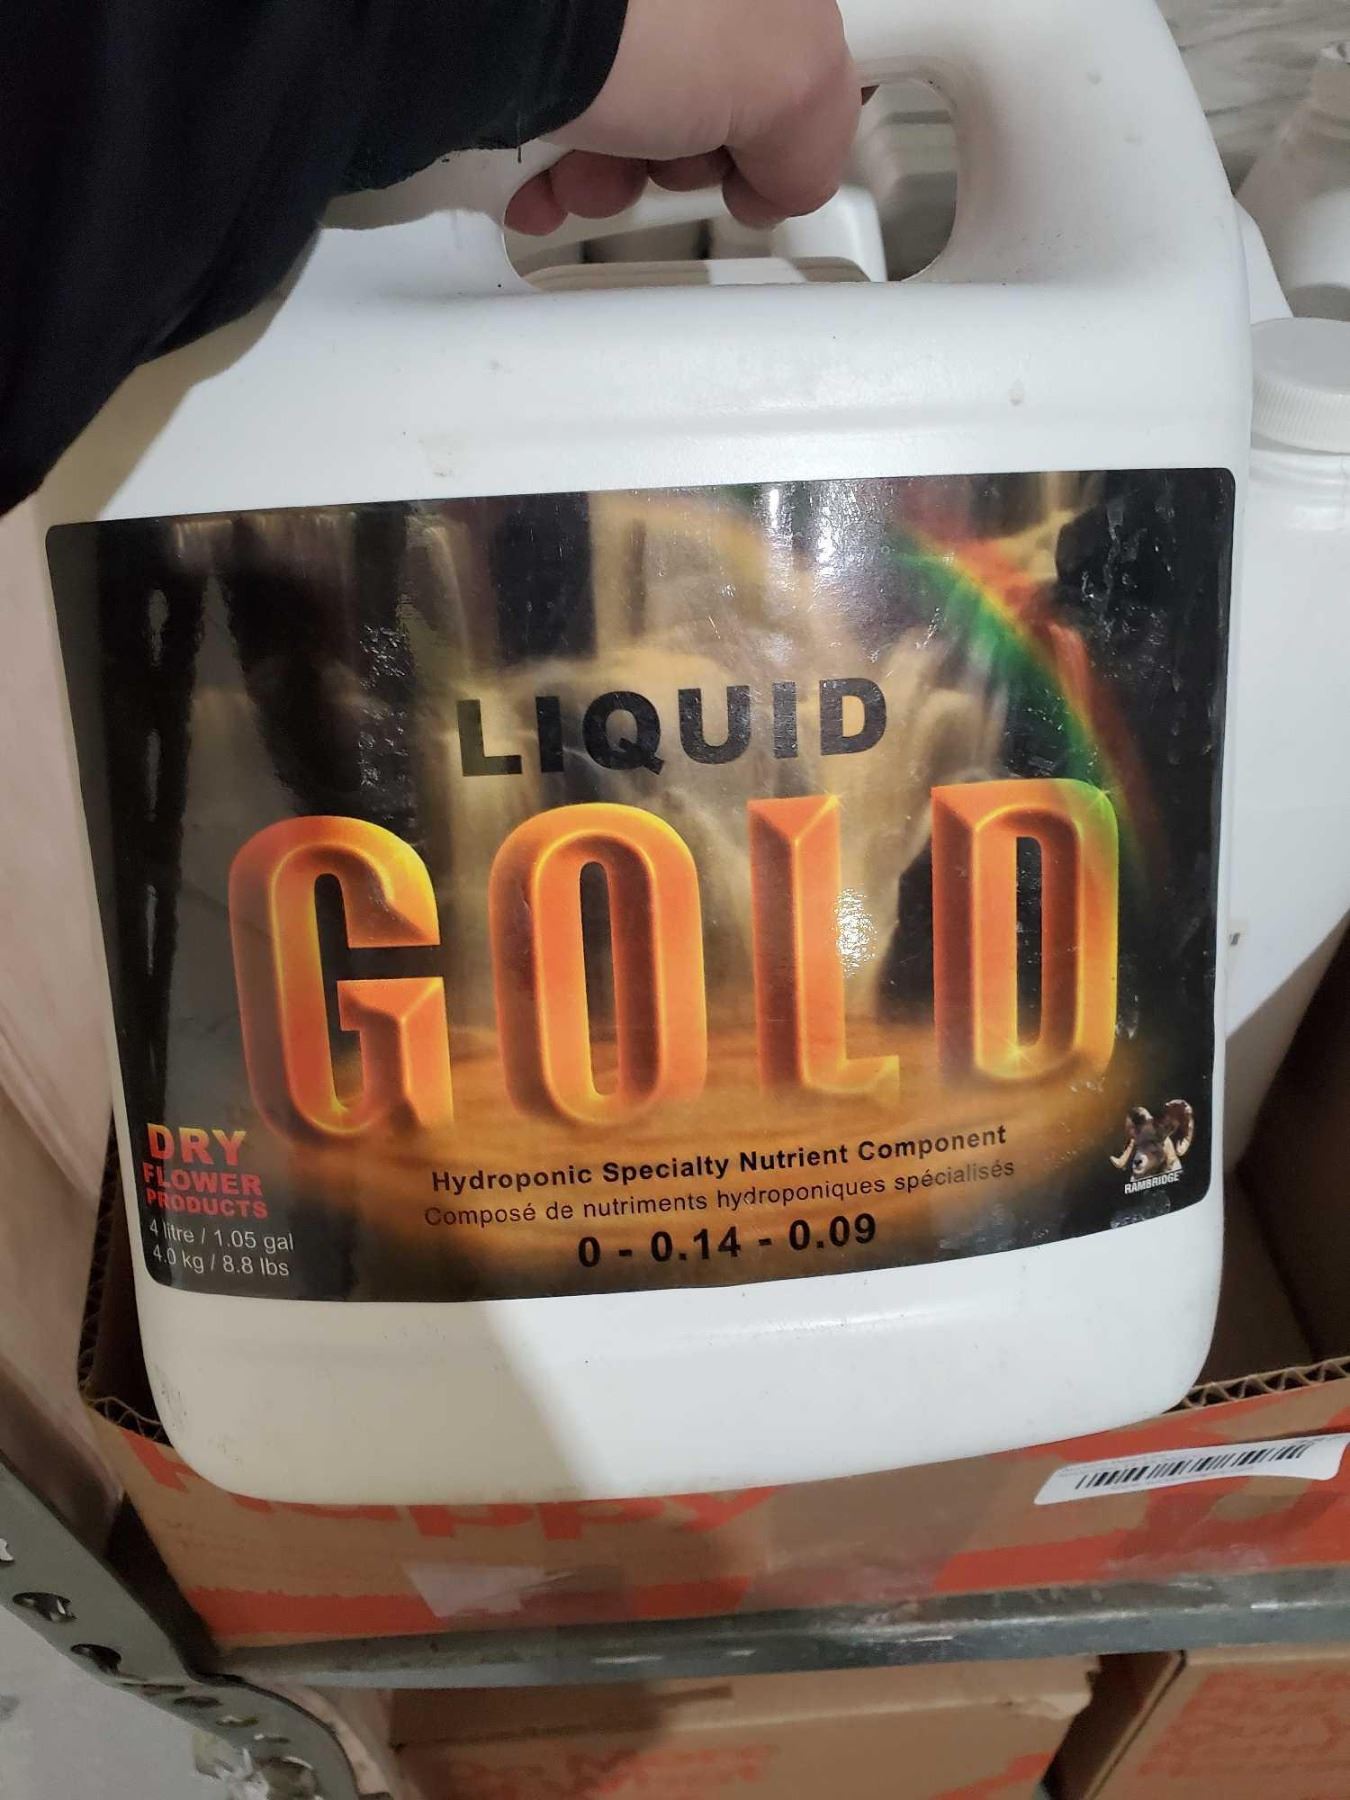 LIQUID
GOLD
Hydroponic Specialty Nutrient Component
Composé de nutriments hydroponiques spécialisés
0 - 0.14 - 0.09
DRY
FLOWER
PRODUCTS
4 litre / 1.05 gal
4.0 kg / 8.8 lbs
RAMBRIDGE
Happy